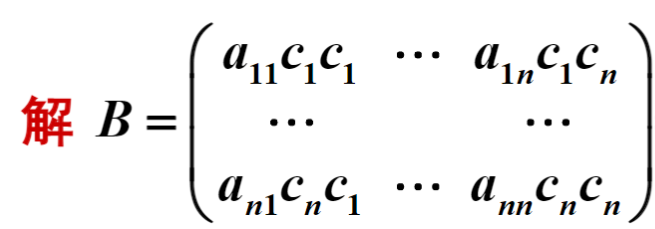 a₁₁c₁c₁ ⋯ a₁ₙc₁cₙ
解 B = ⋯ ⋯
aₙ₁cₙc₁ ⋯ aₙₙcₙcₙ